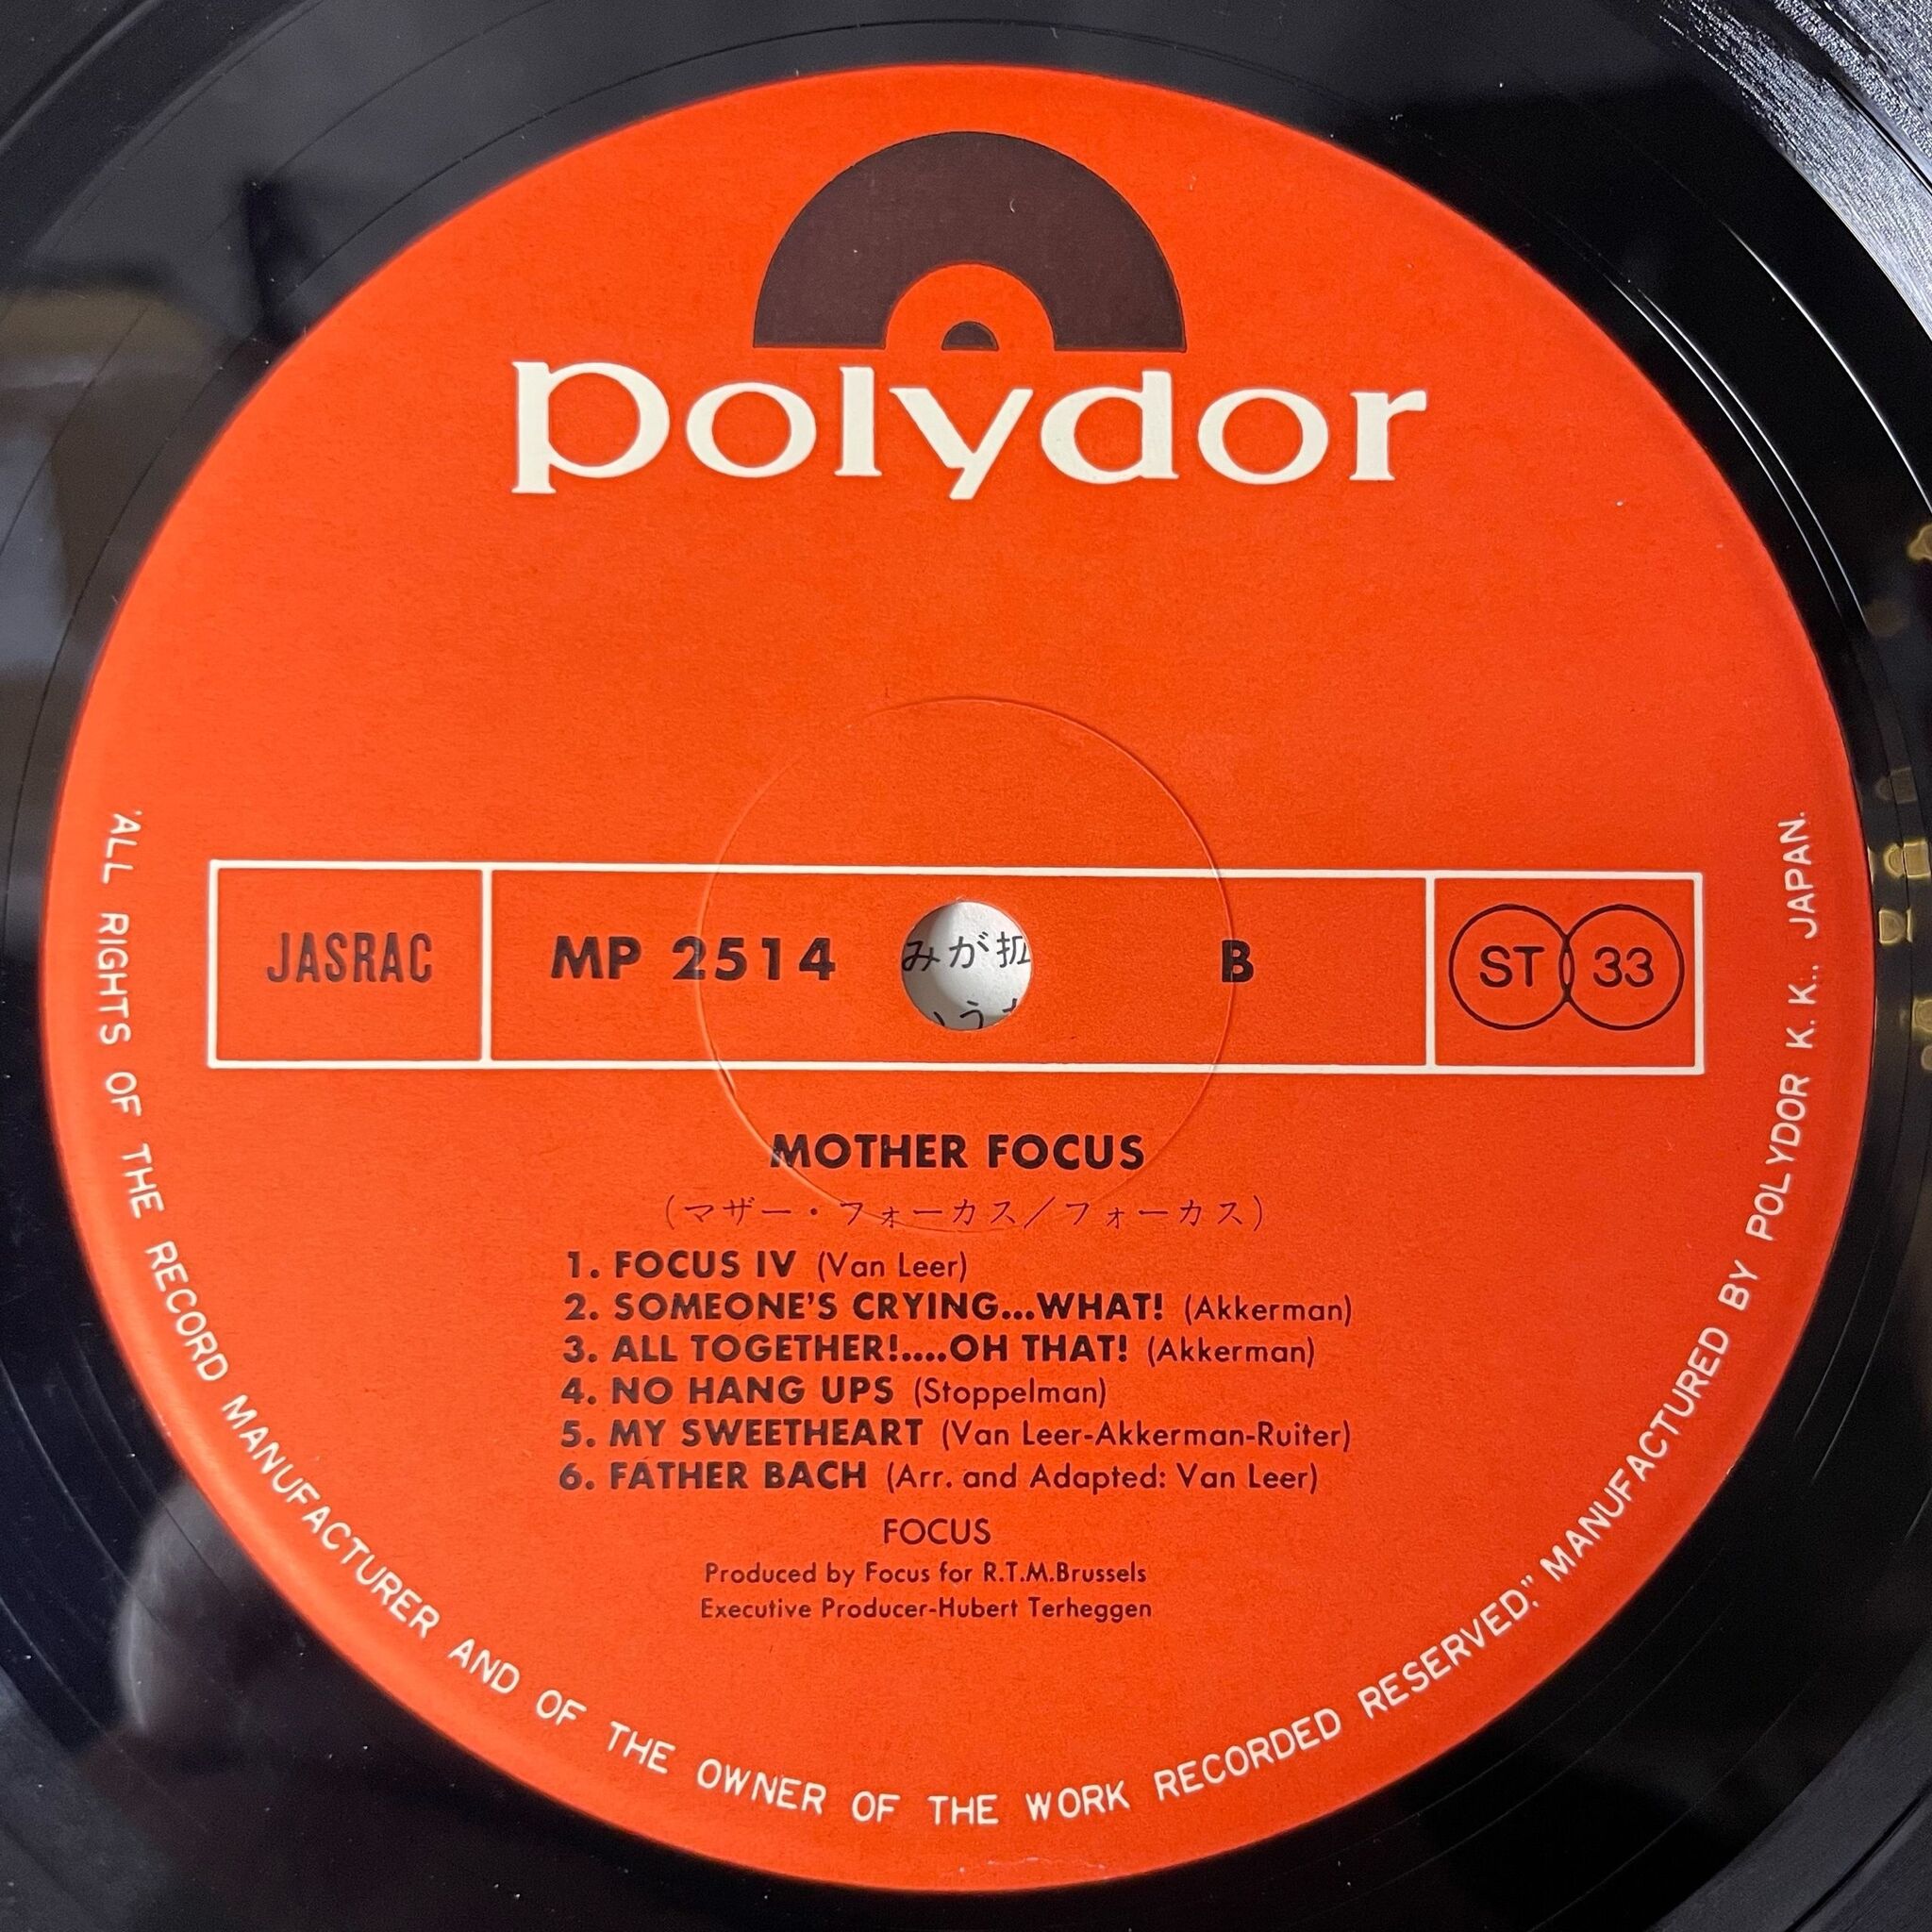 polydor
JASRAC
MP 2514
みが拡
B
ST 33
MOTHER FOCUS
(マザー・フォーカス/フォーカス)
1. FOCUS IV (Van Leer)
2. SOMEONE'S CRYING...WHAT! (Akkerman)
3. ALL TOGETHER!....OH THAT! (Akkerman)
4. NO HANG UPS (Stoppelman)
5. MY SWEETHEART (Van Leer-Akkerman-Ruiter)
6. FATHER BACH (Arr. and Adapted: Van Leer)
FOCUS
Produced by Focus for R.T.M.Brussels
Executive Producer-Hubert Terheggen
"ALL RIGHTS OF THE RECORD MANUFACTURER AND OF THE OWNER OF THE WORK RECORDED RESERVED," MANUFACTURED BY POLYDOR K. K., JAPAN.